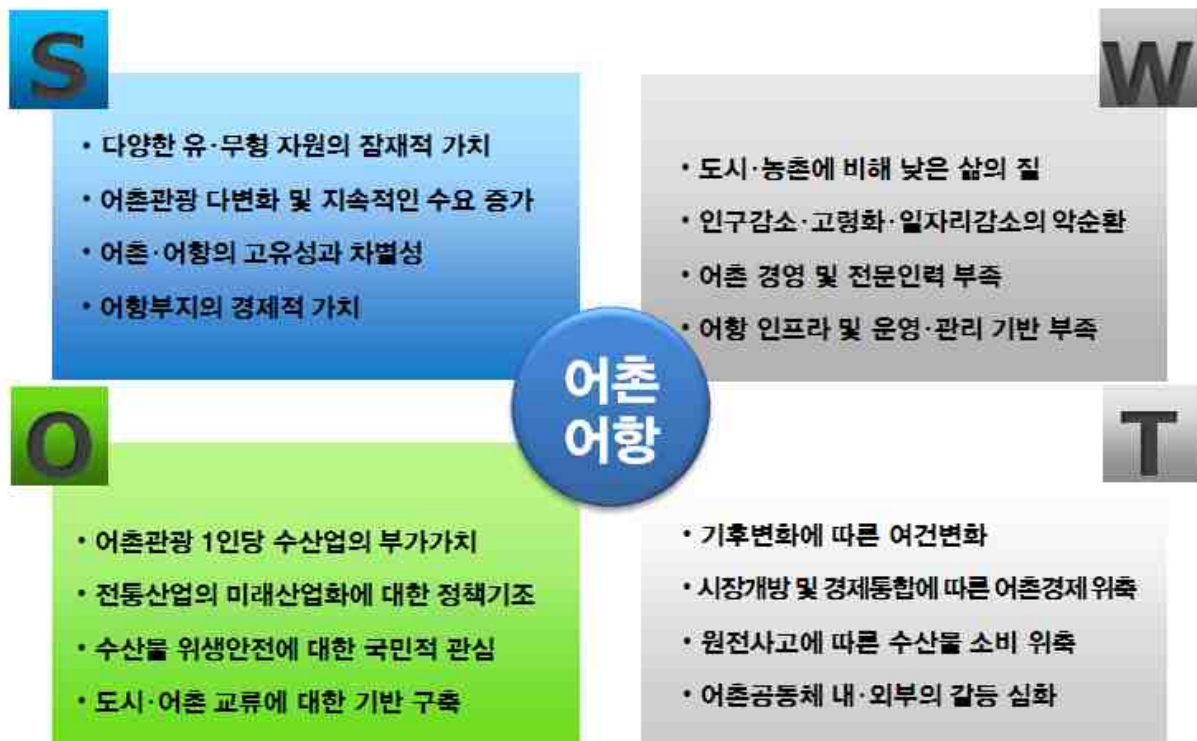 S
• 다양한 유·무형 자원의 잠재적 가치
• 어촌관광 다변화 및 지속적인 수요 증가
• 어촌·어항의 고유성과 차별성
• 어항부지의 경제적 가치
W
• 도시·농촌에 비해 낮은 삶의 질
• 인구감소·고령화·일자리감소의 악순환
• 어촌 경영 및 전문인력 부족
• 어항 인프라 및 운영·관리 기반 부족
어촌
어항
O
• 어촌관광 1인당 수산업의 부가가치
• 전통산업의 미래산업화에 대한 정책기조
• 수산물 위생안전에 대한 국민적 관심
• 도시·어촌 교류에 대한 기반 구축
T
• 기후변화에 따른 여건변화
• 시장개방 및 경제통합에 따른 어촌경제 위축
• 원전사고에 따른 수산물 소비 위축
• 어촌공동체 내·외부의 갈등 심화